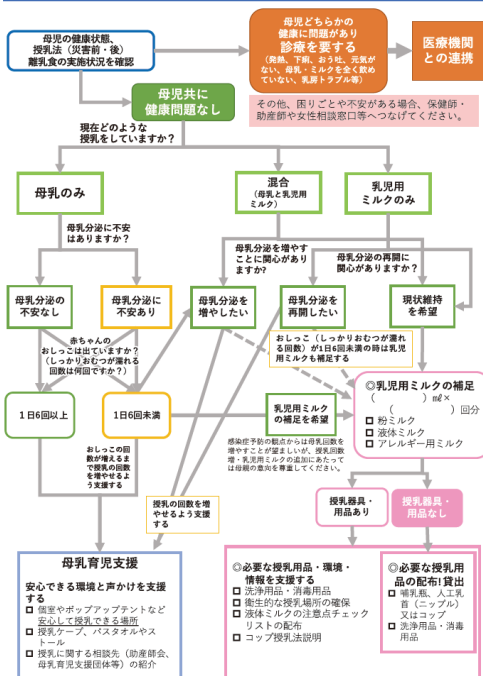 母児の健康状態、
授乳法(災害前・後)
離乳食の実施状況を確認
母児どちらかの
健康に問題があり
診療を要する
(発熱、下痢、おう吐、元気が
ない、母乳・ミルクを全く飲め
ていない、乳房トラブル等)
医療機関
との連携
母児共に
健康問題なし
その他、困りごとや不安がある場合、保健師・
助産師や女性相談窓口等へつなげてください。
現在どのような
授乳をしていますか?
母乳のみ
混合
(母乳と乳児用
ミルク)
乳児用
ミルクのみ
母乳分泌に不安
はありますか?
母乳分泌を増やす
ことに関心が
ありますか?
母乳分泌の再開に
関心がありますか?
母乳分泌の
不安なし
母乳分泌に
不安あり
母乳分泌を
増やしたい
母乳分泌を
再開したい
現状維持
を希望
赤ちゃんの
おしっこは出ていますか?
(しっかりおむつが濡れる
回数は何回ですか?)
おしっこ(しっかりおむつが濡れ
る回数)が1日6回未満の時は乳児
用ミルクも補足する
1日6回以上
1日6回未満
乳児用ミルク
の補足を希望
◎乳児用ミルクの補足
( )㎖×
( )回分
□ 粉ミルク
□ 液体ミルク
□ アレルギー用ミルク
おしっこの回
数が増えるま
で授乳の回数
を増やせるよ
う支援する
感染症予防の観点からは母乳回数を
増やすことが望ましいが、授乳回数
増・乳児用ミルクの追加にあたって
は母親の意向を尊重してください。
授乳の回数を増
やせるよう支援
する
授乳器具・
用品あり
授乳器具・
用品なし
母乳育児支援
安心できる環境と声かけを支援
する
□ 個室やポップアップテントなど
安心して授乳できる場所
□ 授乳ケープ、バスタオルやス
トール
□ 授乳に関する相談先(助産師会、
母乳育児支援団体等)の紹介
◎必要な授乳用品・環境・
情報を支援する
□ 洗浄用品・消毒用品
□ 衛生的な授乳場所の確保
□ 液体ミルクの注意点チェック
リストの配布
□ コップ授乳法説明
◎必要な授乳用
品の配布!貸出
□ 哺乳瓶、人工乳
首(ニップル)
又はコップ
□ 洗浄用品・消毒
用品